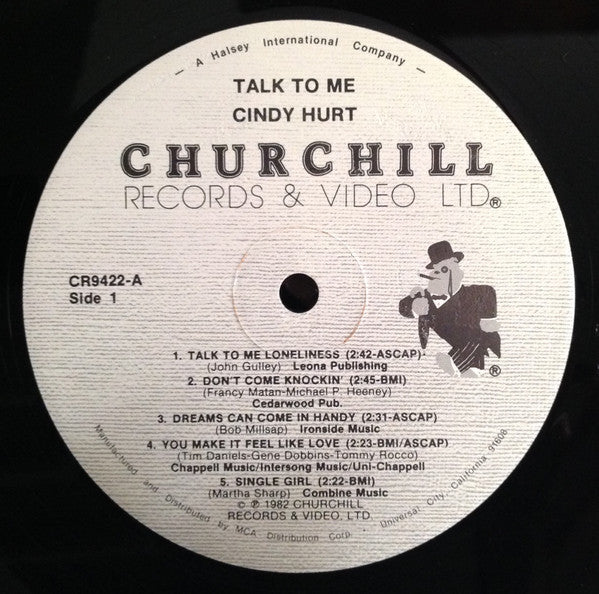 — A Halsey International Company —
TALK TO ME
CINDY HURT
CHURCHILL
RECORDS & VIDEO LTD.®
CR9422-A
Side 1
®
1. TALK TO ME LONELINESS (2:42-ASCAP)
(John Gulley) Leona Publishing
2. DON'T COME KNOCKIN' (2:45-BMI)
(Francy Matan-Michael P. Heeney)
Cedarwood Pub.
3. DREAMS CAN COME IN HANDY (2:31-ASCAP)
(Bob Millsap) Ironside Music
4. YOU MAKE IT FEEL LIKE LOVE (2:23-BMI/ASCAP)
(Tim Daniels-Gene Dobbins-Tommy Rocco)
Chappell Music/Intersong Music/Uni-Chappell
5. SINGLE GIRL (2:22-BMI)
(Martha Sharp) Combine Music
© ℗ 1982 CHURCHILL
RECORDS & VIDEO, LTD.
Manufactured and Distributed by MCA Distribution Corp. • Universal City, California 91608